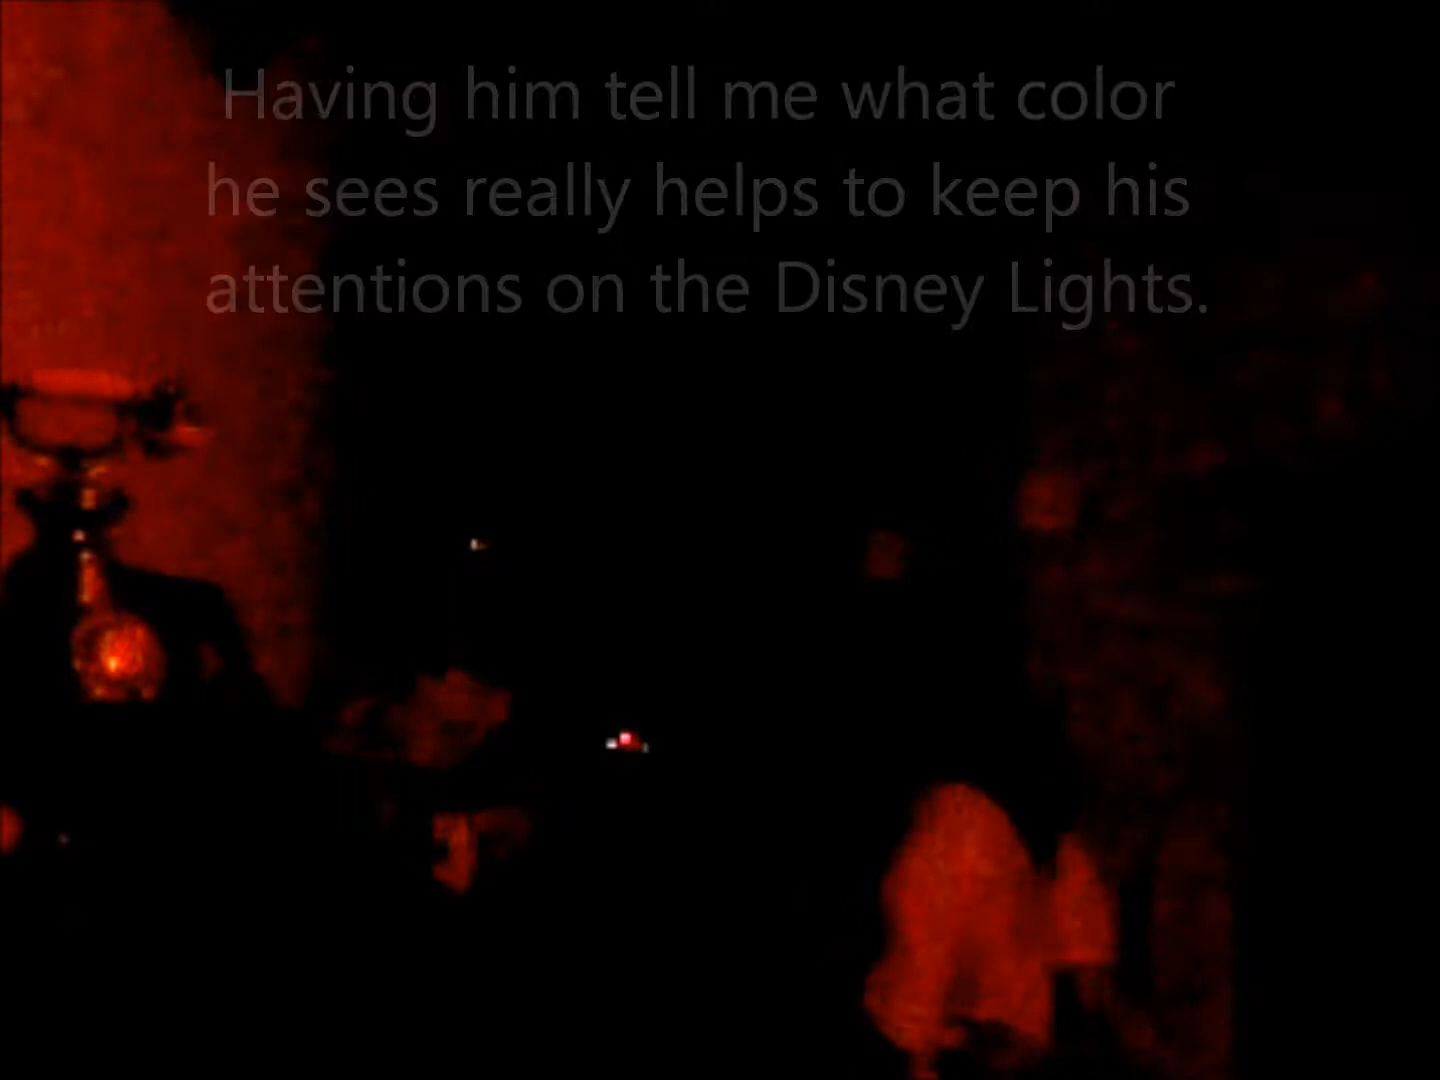 Having him tell me what color
he sees really helps to keep his
attentions on the Disney Lights.